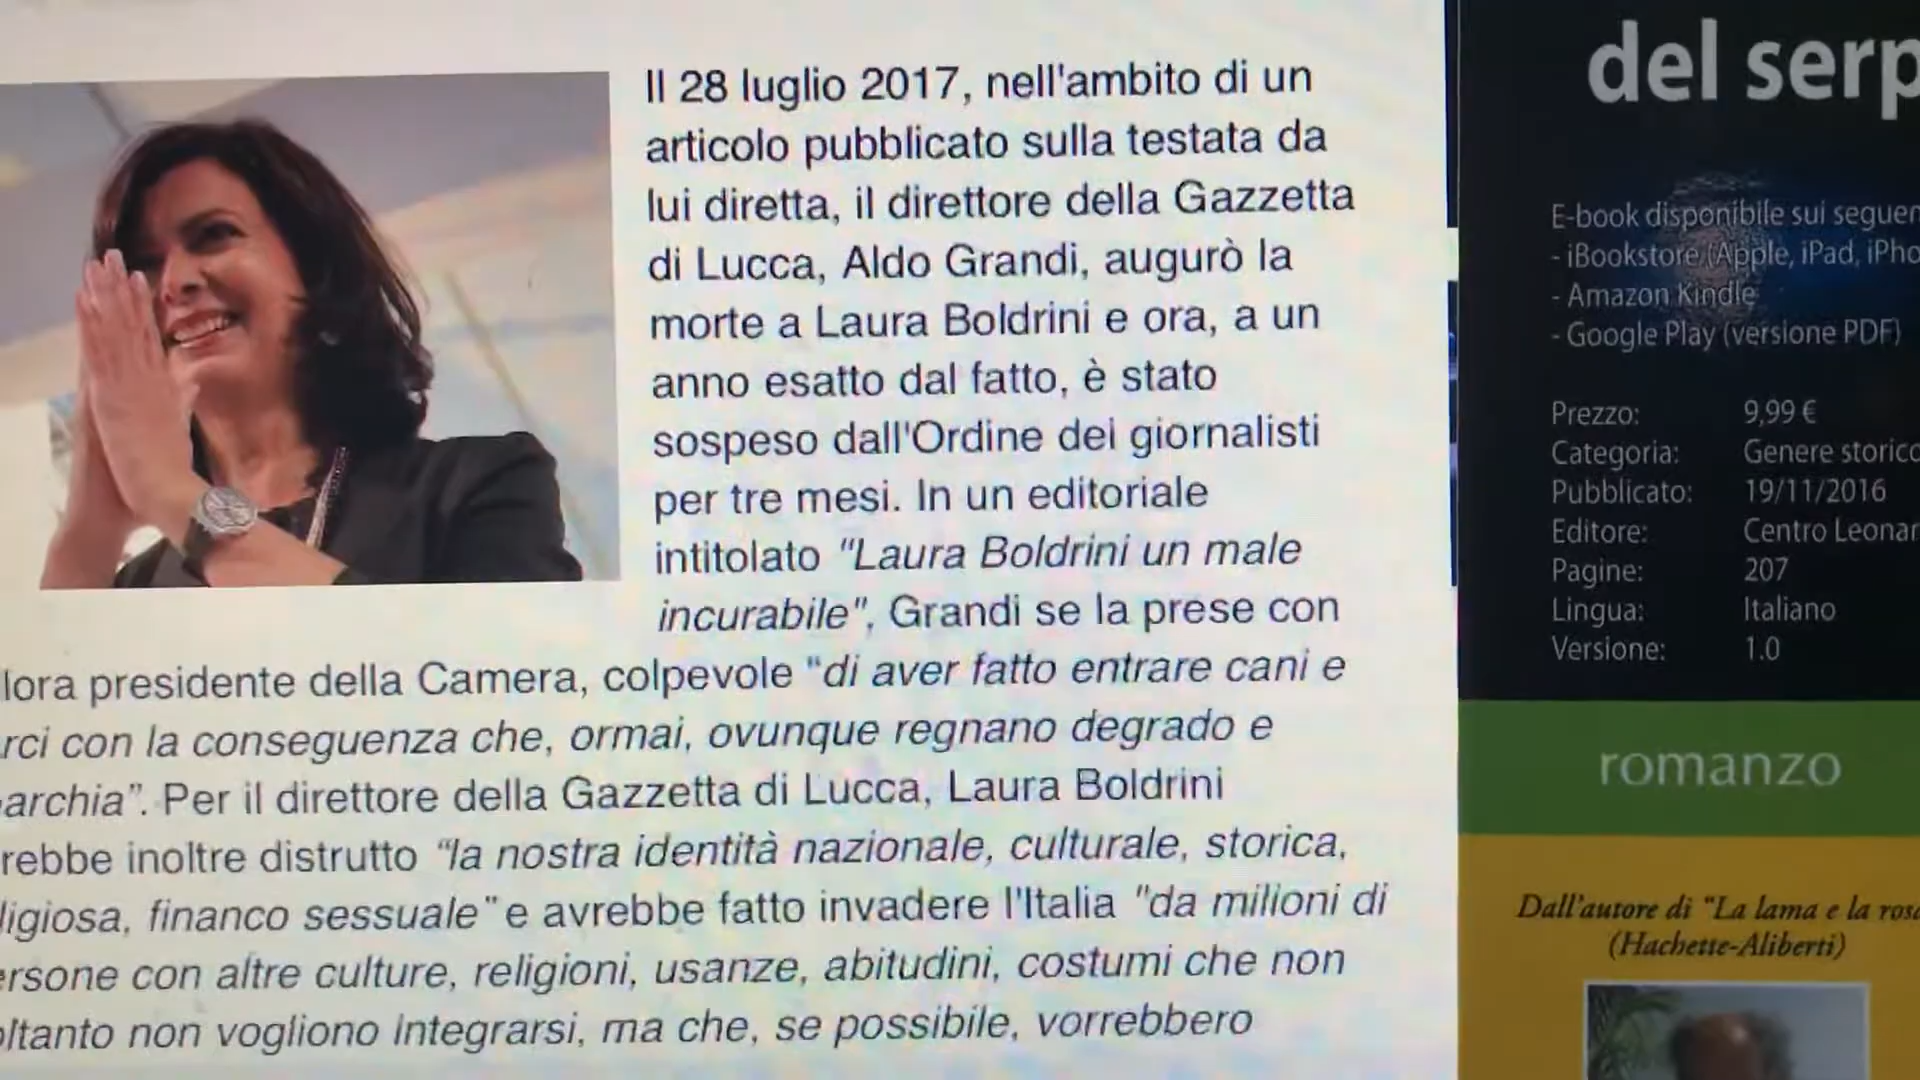 Il 28 luglio 2017, nell'ambito di un
articolo pubblicato sulla testata da
lui diretta, il direttore della Gazzetta
di Lucca, Aldo Grandi, augurò la
morte a Laura Boldrini e ora, a un
anno esatto dal fatto, è stato
sospeso dall'Ordine dei giornalisti
per tre mesi. In un editoriale
intitolato "Laura Boldrini un male
incurabile", Grandi se la prese con
lora presidente della Camera, colpevole "di aver fatto entrare cani e
rci con la conseguenza che, ormai, ovunque regnano degrado e
archia". Per il direttore della Gazzetta di Lucca, Laura Boldrini
rebbe inoltre distrutto "la nostra identità nazionale, culturale, storica,
ligiosa, financo sessuale" e avrebbe fatto invadere l'Italia "da milioni di
ersone con altre culture, religioni, usanze, abitudini, costumi che non
oltanto non vogliono integrarsi, ma che, se possibile, vorrebbero
del serp
E-book disponibile sui seguen
- iBookstore (Apple, iPad, iPho
- Amazon Kindle
- Google Play (versione PDF)
Prezzo: 9,99 €
Categoria: Genere storico
Pubblicato: 19/11/2016
Editore: Centro Leonar
Pagine: 207
Lingua: Italiano
Versione: 1.0
romanzo
Dall'autore di "La lama e la rosa
(Hachette-Aliberti)